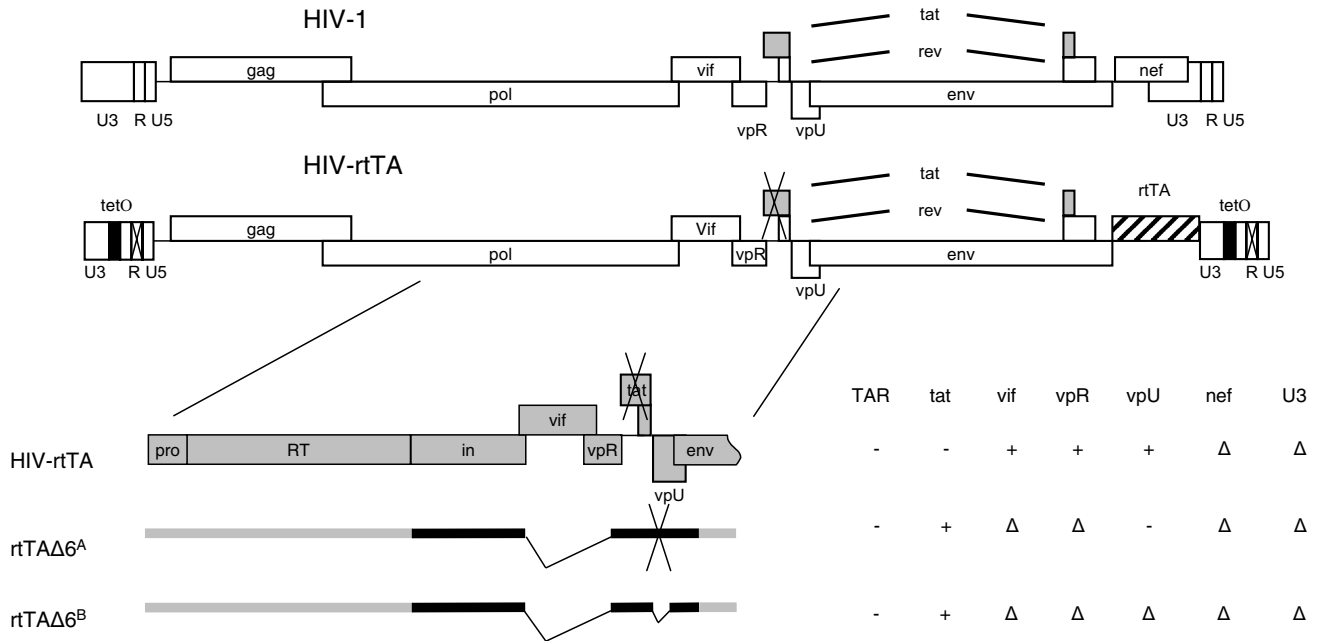 HIV-1
tat
rev
gag
vif
nef
pol
env
U3
R U5
vpR
vpU
U3
R U5
HIV-rtTA
tat
rtTA
tetO
rev
tetO
gag
Vif
U3
R U5
pol
vpR
env
U3
R U5
vpU
TAR tat vif vpR vpU nef U3
tat
vif
HIV-rtTA
pro RT in vpR env
- - + + + Δ Δ
vpU
rtTAΔ6A
- + Δ Δ - Δ Δ
rtTAΔ6B
- + Δ Δ Δ Δ Δ